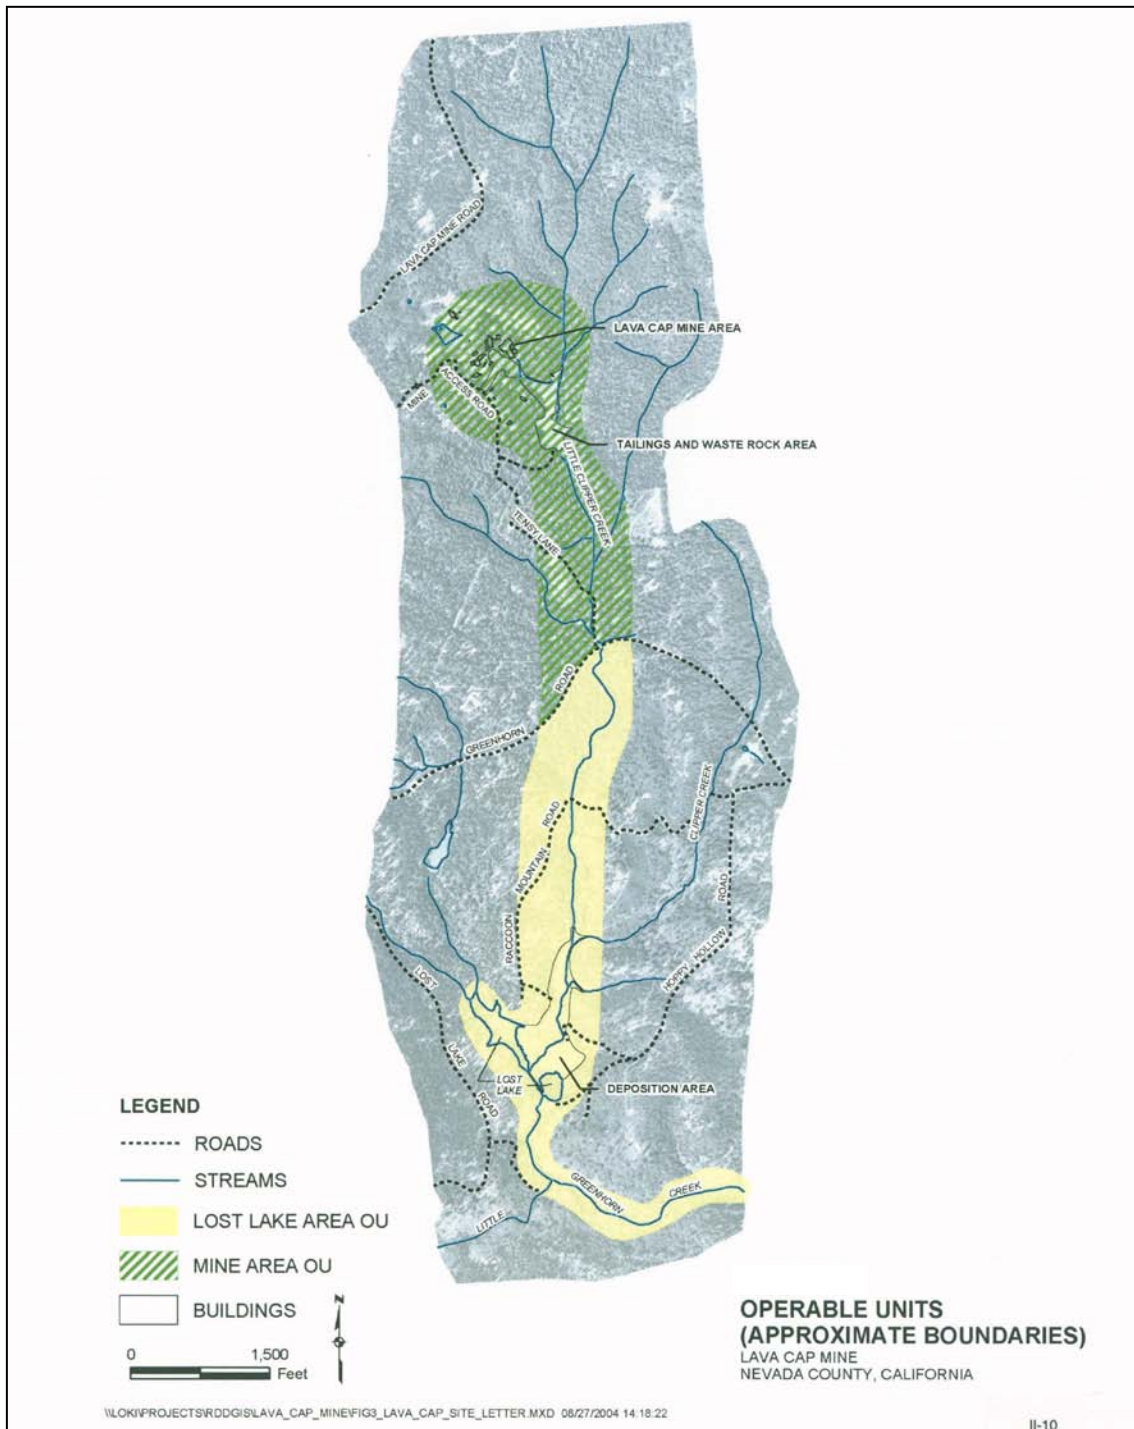 LAVA CAP MINE ROAD
LAVA CAP MINE AREA
MINE ACCESS ROAD
TAILINGS AND WASTE ROCK AREA
LITTLE CLIPPER CREEK
TENSY LANE
GREENHORN ROAD
CLIPPER CREEK
RACCOON MOUNTAIN ROAD
HOPPY HOLLOW ROAD
LOST LAKE ROAD
LOST
LAKE
DEPOSITION AREA
LITTLE GREENHORN CREEK
LEGEND
ROADS
STREAMS
LOST LAKE AREA OU
MINE AREA OU
BUILDINGS
N
0 1,500
Feet
OPERABLE UNITS
(APPROXIMATE BOUNDARIES)
LAVA CAP MINE
NEVADA COUNTY, CALIFORNIA
\\LOKI\PROJECTS\RDDGIS\LAVA_CAP_MINE\FIG3_LAVA_CAP_SITE_LETTER.MXD 08/27/2004 14:18:22
II-10